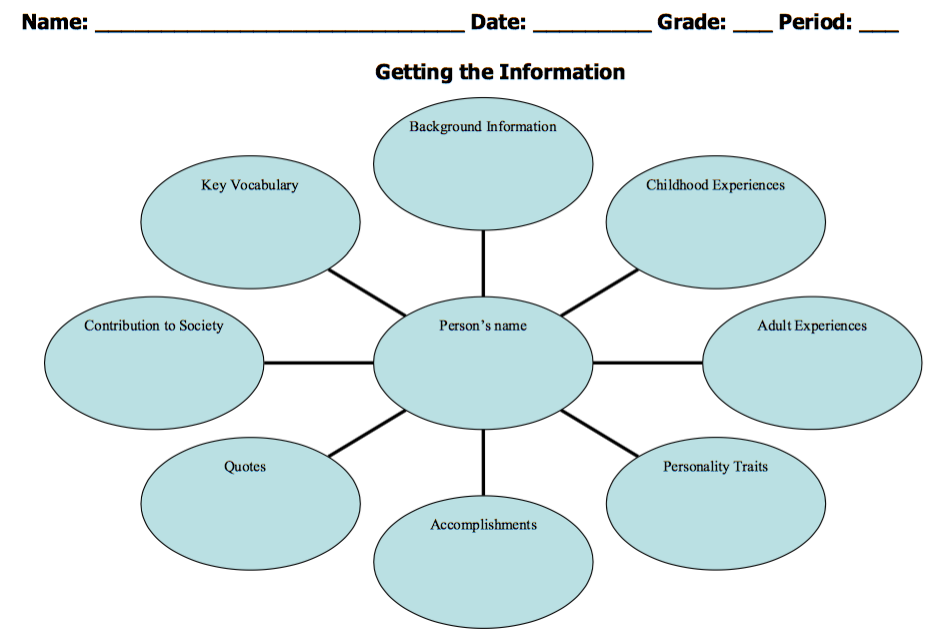 Name: _________________________________ Date: __________ Grade: ___ Period: ___
Getting the Information
Background Information
Key Vocabulary
Childhood Experiences
Contribution to Society
Person’s name
Adult Experiences
Quotes
Personality Traits
Accomplishments